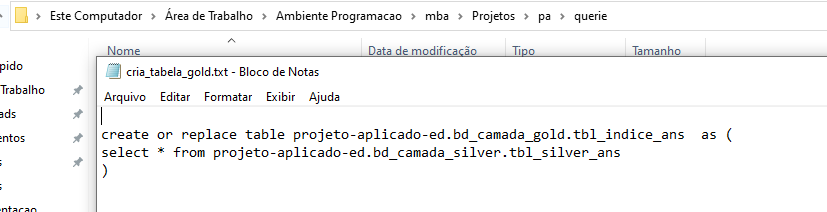 Este Computador > Área de Trabalho > Ambiente Programacao > mba > Projetos > pa > querie
Nome Data de modificação Tipo Tamanho
cria_tabela_gold.txt - Bloco de Notas
pido
Arquivo Editar Formatar Exibir Ajuda
Trabalho
ads
create or replace table projeto-aplicado-ed.bd_camada_gold.tbl_indice_ans  as (
entos
select * from projeto-aplicado-ed.bd_camada_silver.tbl_silver_ans
s
)
s
entacao